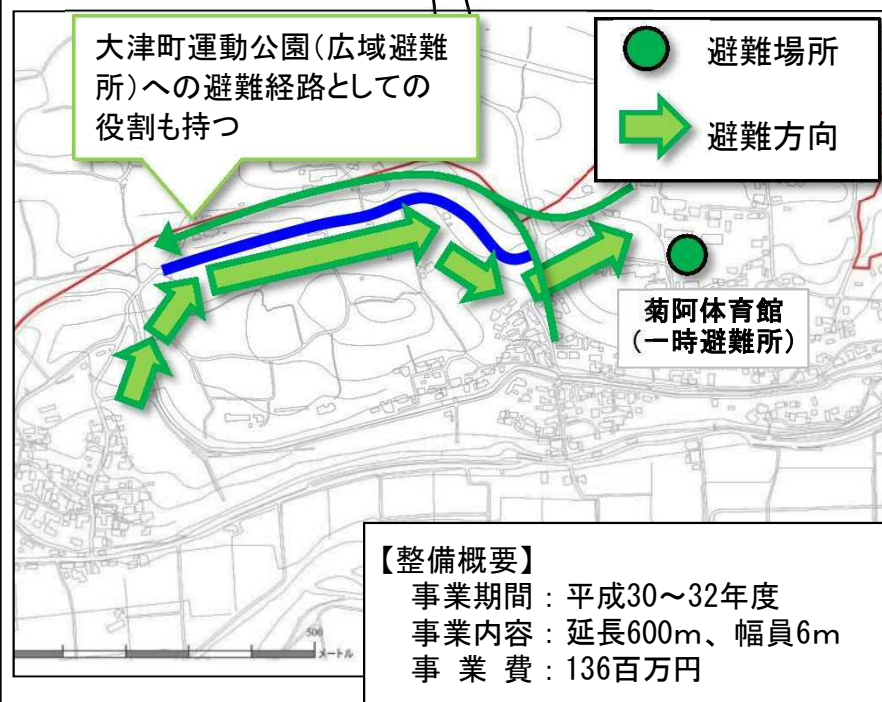 大津町運動公園(広域避難
所)への避難経路としての
役割も持つ
避難場所
避難方向
菊阿体育館
(一時避難所)
【整備概要】
事業期間：平成30～32年度
事業内容：延長600m、幅員6m
事 業 費：136百万円
500
メートル